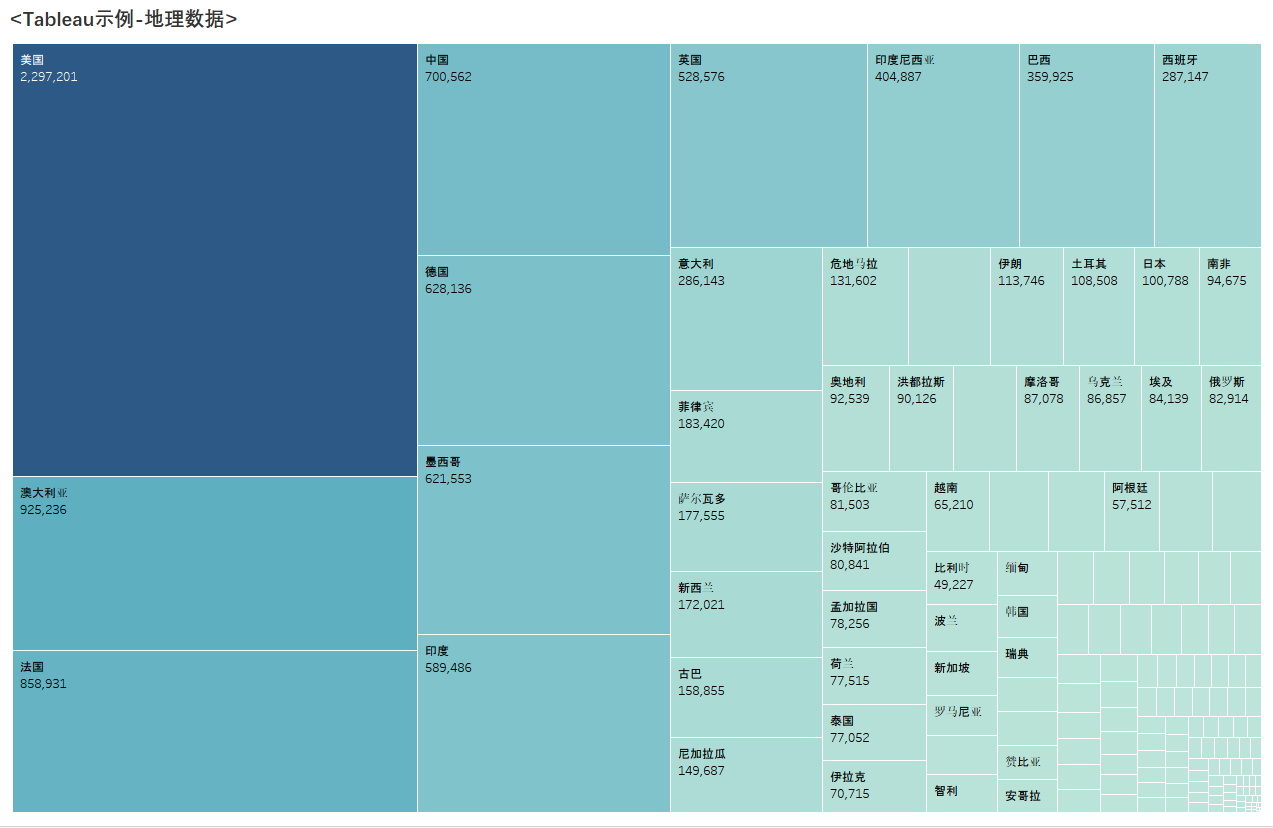 <Tableau示例-地理数据>
美国
2,297,201
澳大利亚
925,236
法国
858,931
中国
700,562
德国
628,136
墨西哥
621,553
印度
589,486
英国
528,576
印度尼西亚
404,887
巴西
359,925
西班牙
287,147
意大利
286,143
菲律宾
183,420
萨尔瓦多
177,555
新西兰
172,021
古巴
158,855
尼加拉瓜
149,687
危地马拉
131,602
伊朗
113,746
土耳其
108,508
日本
100,788
南非
94,675
奥地利
92,539
洪都拉斯
90,126
摩洛哥
87,078
乌克兰
86,857
埃及
84,139
俄罗斯
82,914
哥伦比亚
81,503
沙特阿拉伯
80,841
孟加拉国
78,256
荷兰
77,515
泰国
77,052
伊拉克
70,715
越南
65,210
阿根廷
57,512
比利时
49,227
波兰
新加坡
罗马尼亚
智利
缅甸
韩国
瑞典
赞比亚
安哥拉